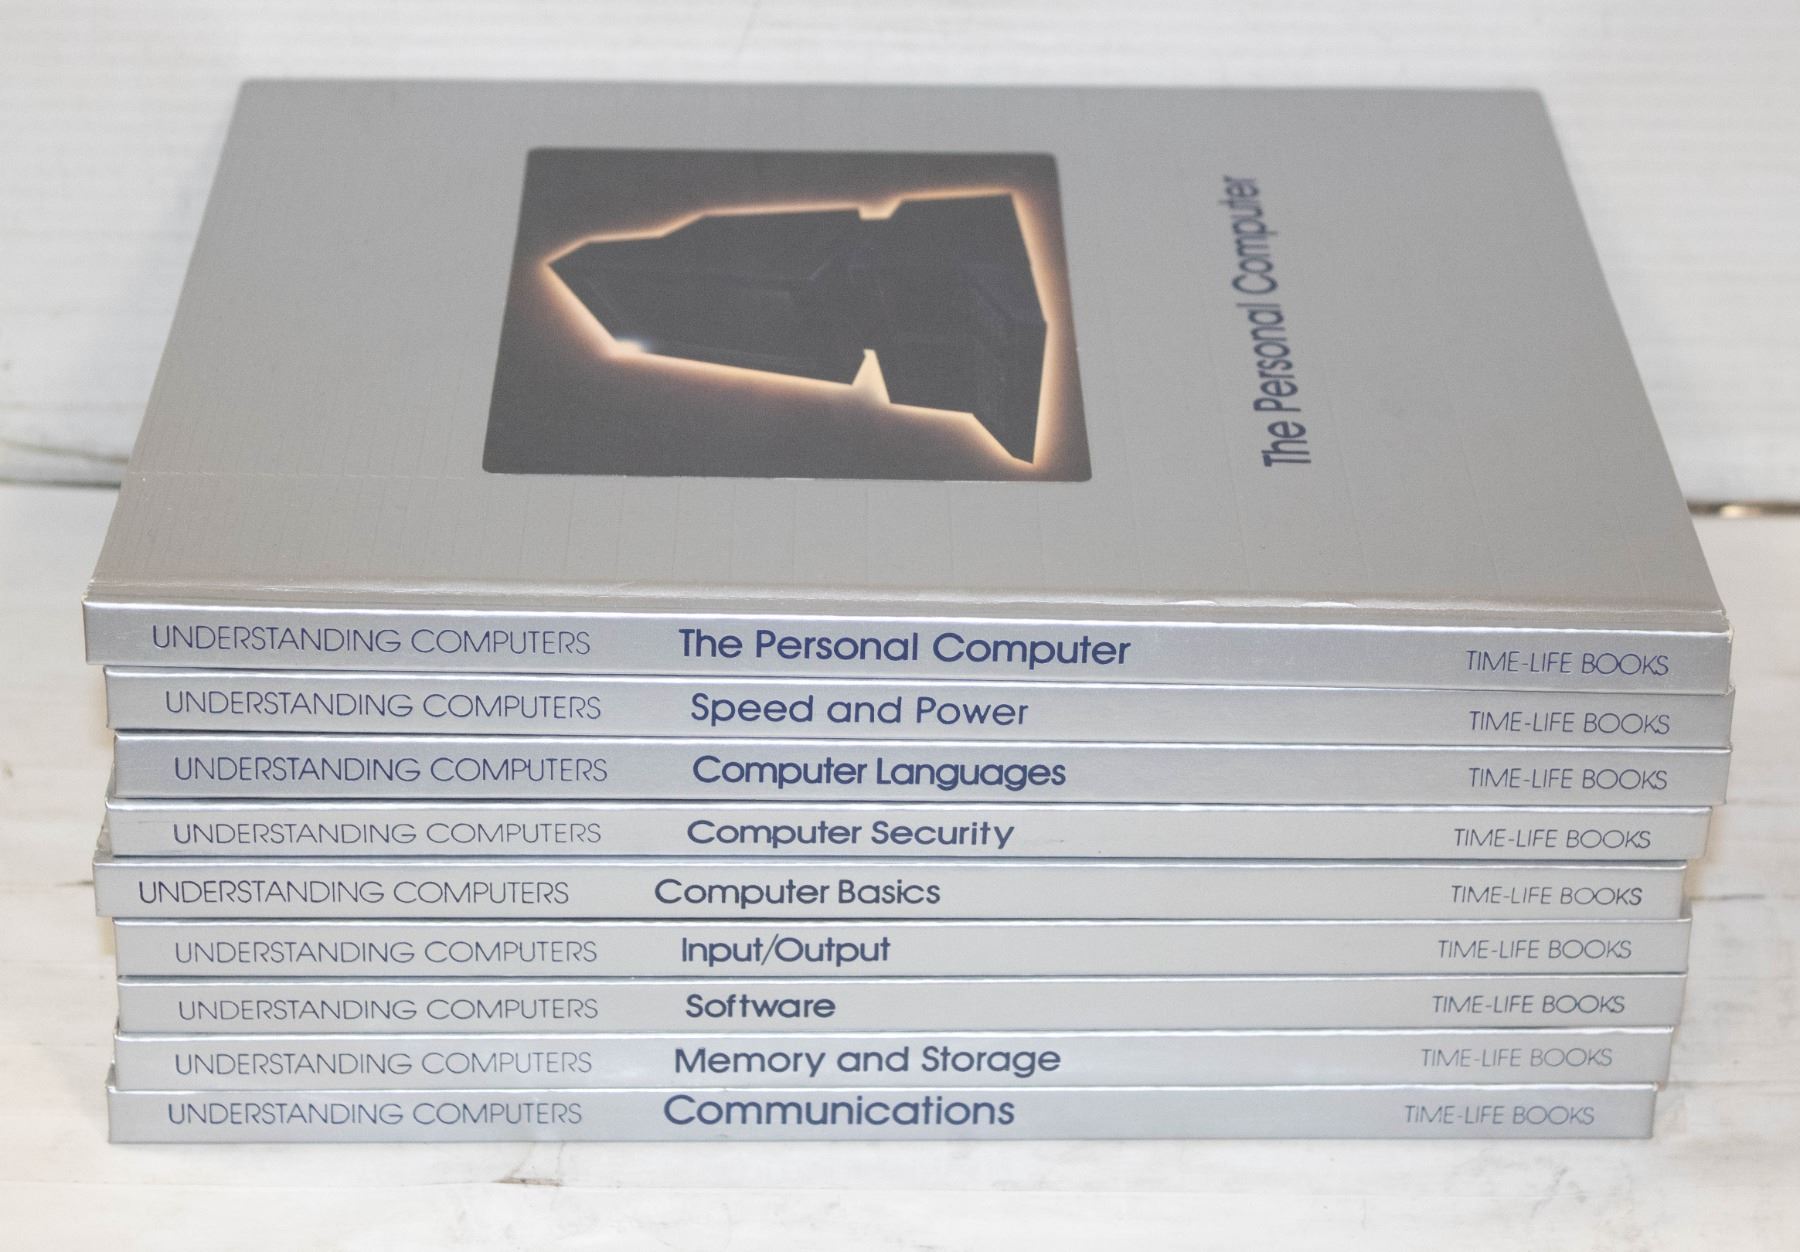 The Personal Computer
UNDERSTANDING COMPUTERS The Personal Computer TIME-LIFE BOOKS
UNDERSTANDING COMPUTERS Speed and Power TIME-LIFE BOOKS
UNDERSTANDING COMPUTERS Computer Languages TIME-LIFE BOOKS
UNDERSTANDING COMPUTERS Computer Security TIME-LIFE BOOKS
UNDERSTANDING COMPUTERS Computer Basics TIME-LIFE BOOKS
UNDERSTANDING COMPUTERS Input/Output TIME-LIFE BOOKS
UNDERSTANDING COMPUTERS Software TIME-LIFE BOOKS
UNDERSTANDING COMPUTERS Memory and Storage TIME-LIFE BOOKS
UNDERSTANDING COMPUTERS Communications TIME-LIFE BOOKS